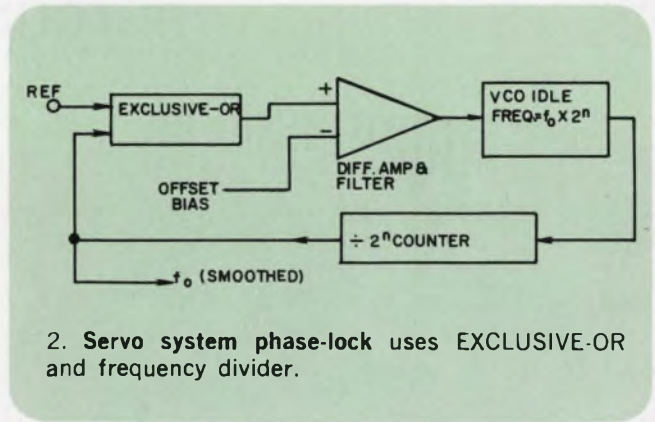 REF
EXCLUSIVE-OR
+
−
OFFSET
BIAS
DIFF. AMP &
FILTER
VCO IDLE
FREQ.= f₀ X 2ⁿ
÷ 2ⁿ COUNTER
f₀ (SMOOTHED)
2. Servo system phase-lock uses EXCLUSIVE-OR
and frequency divider.